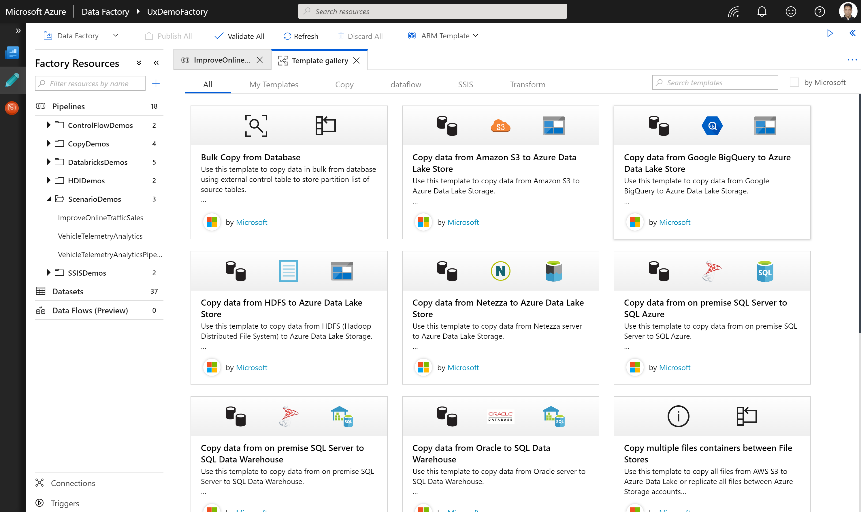 Microsoft Azure
Data Factory
UxDemoFactory
Search resources
Data Factory
Publish All
Validate All
Refresh
Discard All
ARM Template
Factory Resources
Filter resources by name
Pipelines 18
ControlFlowDemos 2
CopyDemos 4
DatabricksDemos 5
HDIDemos 2
ScenarioDemos 3
ImproveOnlineTrafficSales
VehicleTelemetryAnalytics
VehicleTelemetryAnalyticsPipe...
SSISDemos 2
Datasets 37
Data Flows (Preview) 0
Connections
Triggers
ImproveOnline...
Template gallery
All
My Templates
Copy
dataflow
SSIS
Transform
Search templates
by Microsoft
Bulk Copy from Database
Use this template to copy data in bulk from database
using external control table to store partition list of
source tables.
...
by Microsoft
Copy data from Amazon S3 to Azure Data
Lake Store
Use this template to copy data from Amazon S3 to
Azure Data Lake Storage.
...
by Microsoft
Copy data from Google BigQuery to Azure
Data Lake Store
Use this template to copy data from Google
BigQuery to Azure Data Lake Storage.
...
by Microsoft
Copy data from HDFS to Azure Data Lake
Store
Use this template to copy data from HDFS (Hadoop
Distributed File System) to Azure Data Lake Storage.
...
by Microsoft
N
Copy data from Netezza to Azure Data Lake
Store
Use this template to copy data from Netezza server
to Azure Data Lake Storage.
...
by Microsoft
SQL
Copy data from on premise SQL Server to
SQL Azure
Use this template to copy data from on premise SQL
Server to SQL Azure.
...
by Microsoft
SQL
Copy data from on premise SQL Server to
SQL Data Warehouse
Use this template to copy data from on premise SQL
Server to SQL Data Warehouse.
...
ORACLE
DATABASE
SQL
Copy data from Oracle to SQL Data
Warehouse
Use this template to copy data from Oracle server to
SQL Data Warehouse.
...
Copy multiple files containers between File
Stores
Use this template to copy all files from AWS S3 to
Azure Data Lake or replicate all files between Azure
Storage accounts...